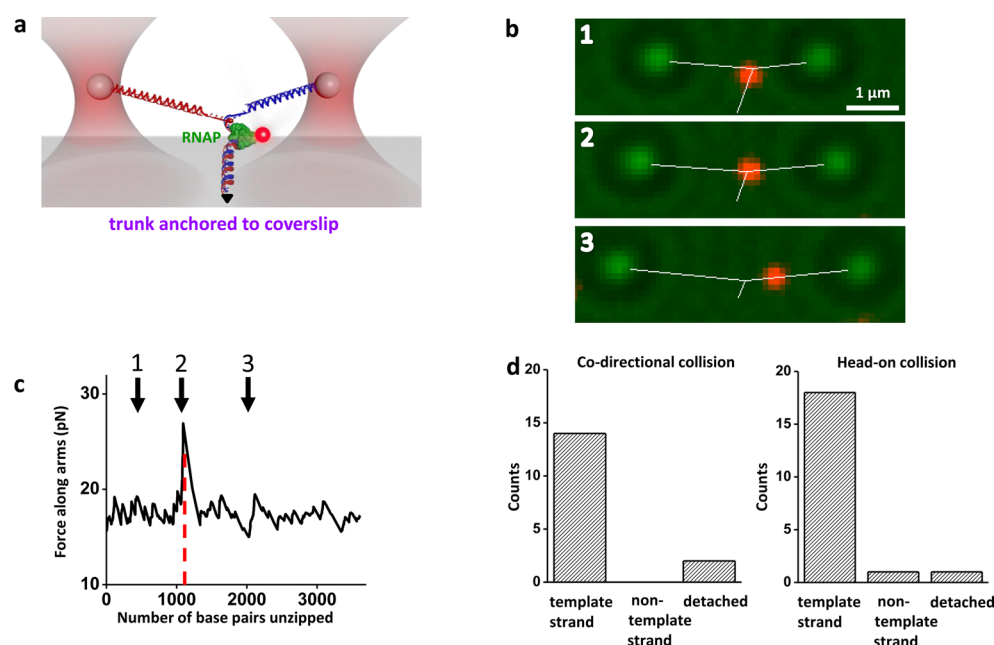 a
RNAP
trunk anchored to coverslip
b
1
1 µm
2
3
c
1 2 3
Force along arms (pN)
30
20
10
0 1000 2000 3000
Number of base pairs unzipped
d
Co-directional collision
Counts
20
15
10
5
0
template
strand
non-
template
strand
detached
Head-on collision
Counts
20
15
10
5
0
template
strand
non-
template
strand
detached